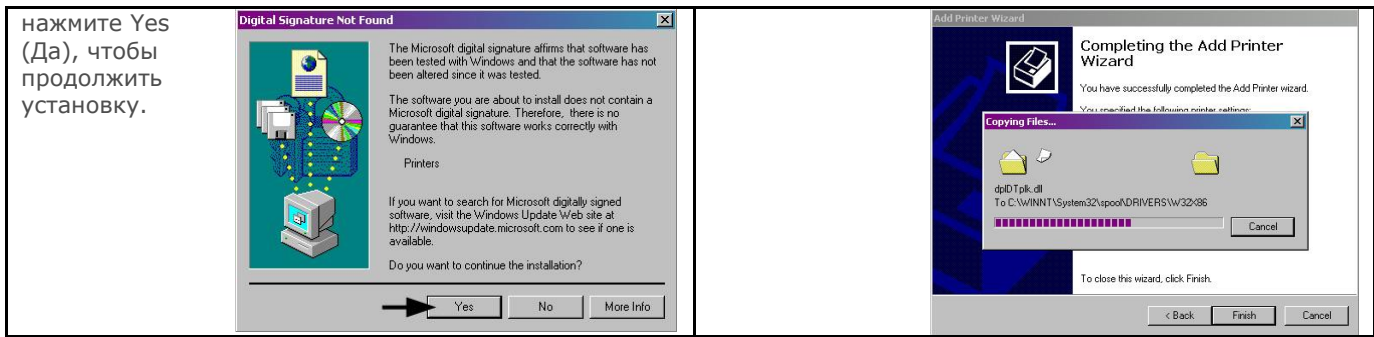 нажмите Yes
(Да), чтобы
продолжить
установку.
Digital Signature Not Found
The Microsoft digital signature affirms that software has
been tested with Windows and that the software has not
been altered since it was tested.
The software you are about to install does not contain a
Microsoft digital signature. Therefore, there is no
guarantee that this software works correctly with
Windows.
Printers
If you want to search for Microsoft digitally signed
software, visit the Windows Update Web site at
http://windowsupdate.microsoft.com to see if one is
available.
Do you want to continue the installation?
Yes No More Info
Add Printer Wizard
Completing the Add Printer
Wizard
You have successfully completed the Add Printer wizard.
You specified the following printer settings:
Copying Files...
dplDTplk.dll
To C:\WINNT\System32\spool\DRIVERS\W32X86
Cancel
To close this wizard, click Finish.
< Back Finish Cancel